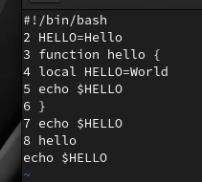 #!/bin/bash
2 HELLO=Hello
3 function hello {
4 local HELLO=World
5 echo $HELLO
6 }
7 echo $HELLO
8 hello
echo $HELLO
~